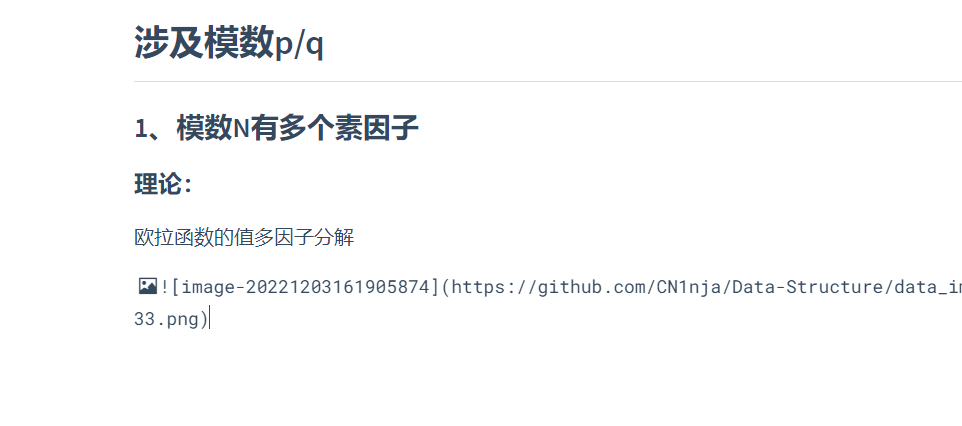 涉及模数p/q
1、模数N有多个素因子
理论：
欧拉函数的值多因子分解
![image-20221203161905874](https://github.com/CN1nja/Data-Structure/data_im
33.png)